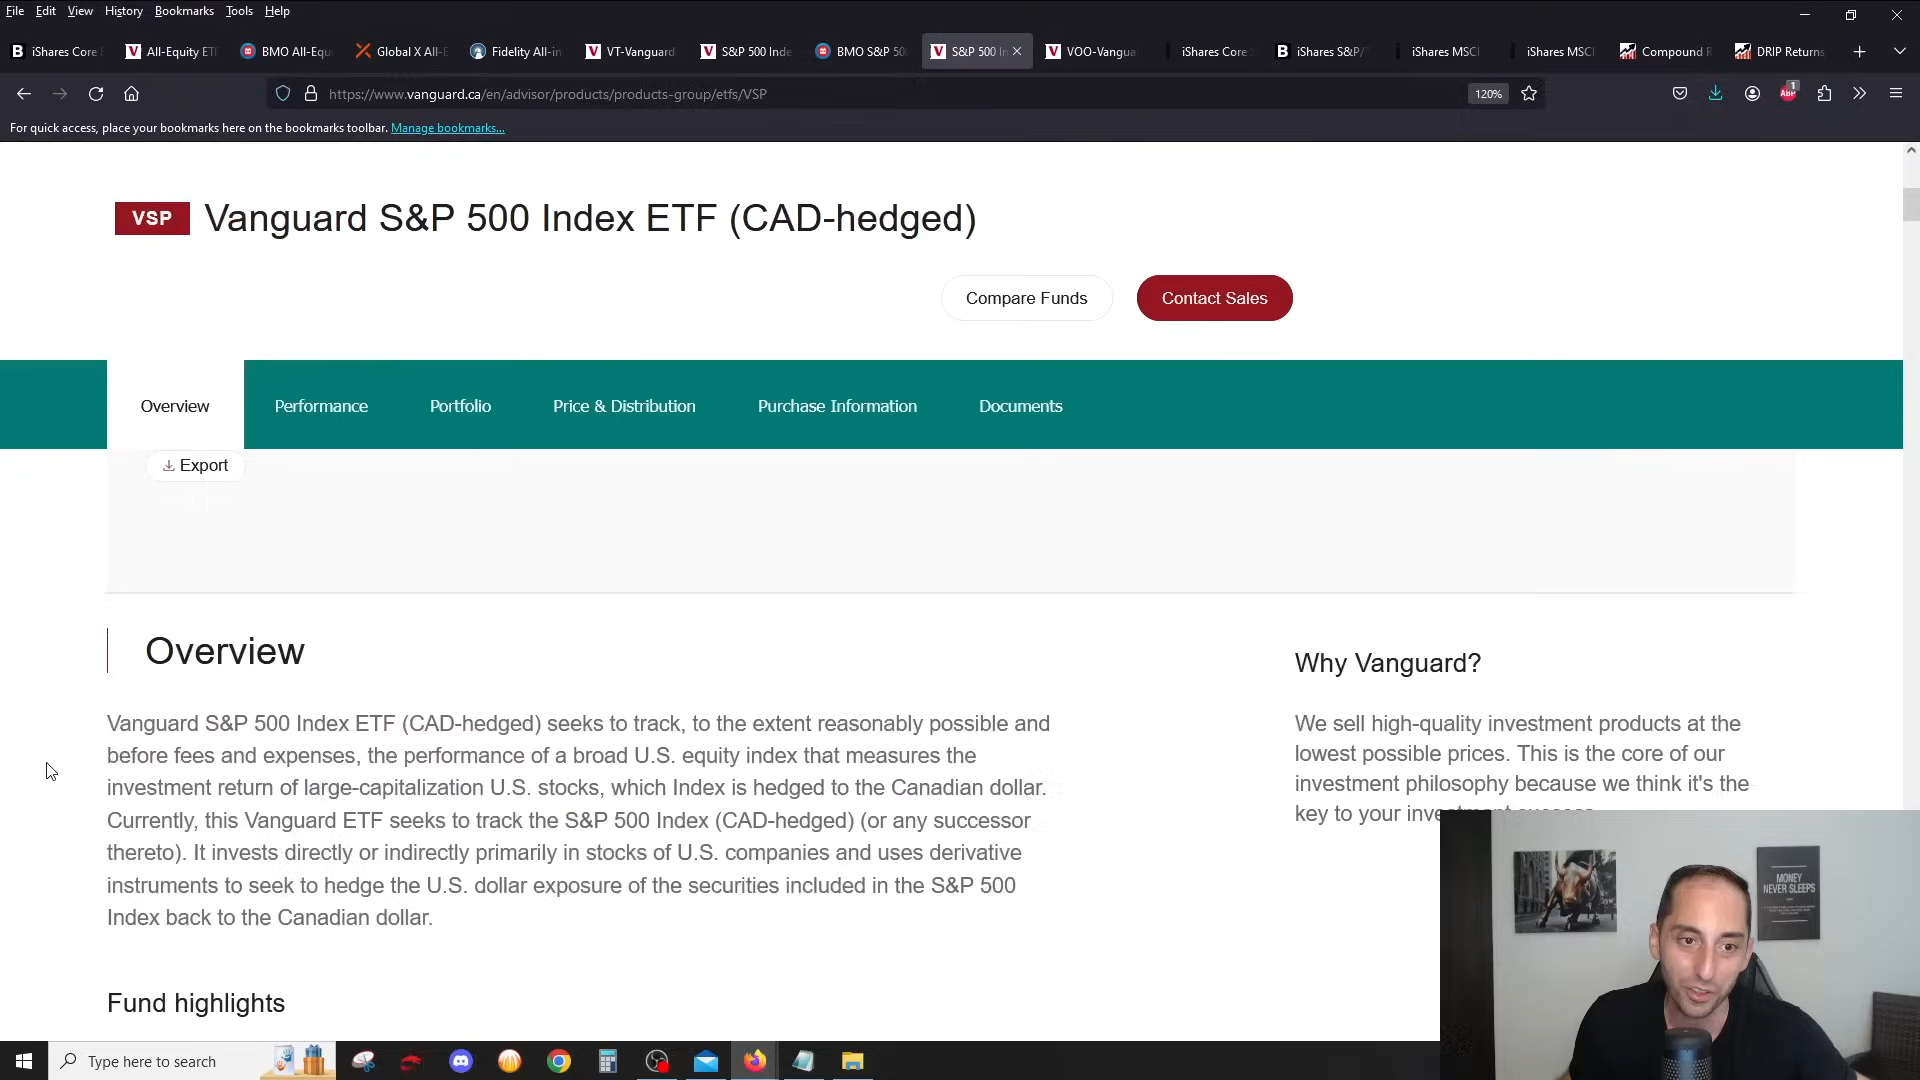 File Edit View History Bookmarks Tools Help
iShares Core All-Equity ET BMO All-Equ Global X All-E Fidelity All-in VT-Vanguard S&P 500 Inde BMO S&P 50 S&P 500 In VOO-Vangua iShares Core iShares S&P/ iShares MSCI iShares MSCI Compound R DRIP Returns
https://www.vanguard.ca/en/advisor/products/products-group/etfs/VSP 120% ABP 1
For quick access, place your bookmarks here on the bookmarks toolbar. Manage bookmarks...
VSP Vanguard S&P 500 Index ETF (CAD-hedged)
Compare Funds Contact Sales
Overview Performance Portfolio Price & Distribution Purchase Information Documents
Export
Overview
Vanguard S&P 500 Index ETF (CAD-hedged) seeks to track, to the extent reasonably possible and
before fees and expenses, the performance of a broad U.S. equity index that measures the
investment return of large-capitalization U.S. stocks, which Index is hedged to the Canadian dollar.
Currently, this Vanguard ETF seeks to track the S&P 500 Index (CAD-hedged) (or any successor
thereto). It invests directly or indirectly primarily in stocks of U.S. companies and uses derivative
instruments to seek to hedge the U.S. dollar exposure of the securities included in the S&P 500
Index back to the Canadian dollar.
Fund highlights
Why Vanguard?
We sell high-quality investment products at the
lowest possible prices. This is the core of our
investment philosophy because we think it's the
key to your investment success.
MONEY
NEVER SLEEPS
Type here to search